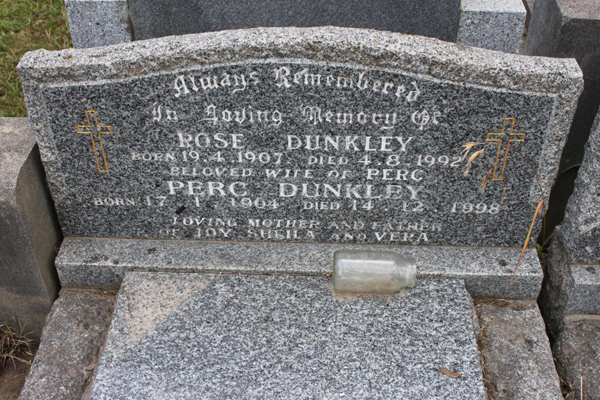 Always Remembered
In Loving Memory Of
ROSE DUNKLEY
BORN 19.4.1907 DIED 4.8.1992
BELOVED WIFE OF PERC
PERC DUNKLEY
BORN 17.1.1904 DIED 14.12.1998
LOVING MOTHER AND FATHER
OF JOY, SHEILA AND VERA